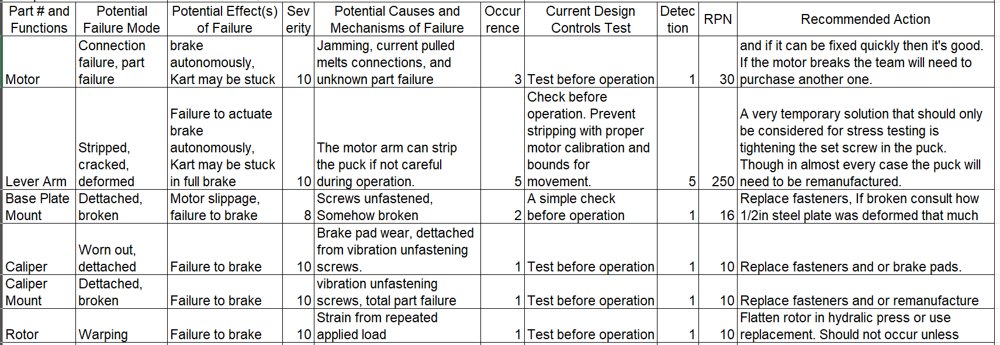 Part # and Functions | Potential Failure Mode | Potential Effect(s) of Failure | Sev erity | Potential Causes and Mechanisms of Failure | Occur rence | Current Design Controls Test | Detec tion | RPN | Recommended Action
Motor | Connection failure, part failure | brake autonomously, Kart may be stuck | 10 | Jamming, current pulled melts connections, and unknown part failure | 3 | Test before operation | 1 | 30 | and if it can be fixed quickly then it's good. If the motor breaks the team will need to purchase another one.
Lever Arm | Stripped, cracked, deformed | Failure to actuate brake autonomously, Kart may be stuck in full brake | 10 | The motor arm can strip the puck if not careful during operation. | 5 | Check before operation. Prevent stripping with proper motor calibration and bounds for movement. | 5 | 250 | A very temporary solution that should only be considered for stress testing is tightening the set screw in the puck. Though in almost every case the puck will need to be remanufactured.
Base Plate Mount | Dettached, broken | Motor slippage, failure to brake | 8 | Screws unfastened, Somehow broken | 2 | A simple check before operation | 1 | 16 | Replace fasteners, If broken consult how 1/2in steel plate was deformed that much
Caliper | Worn out, dettached | Failure to brake | 10 | Brake pad wear, dettached from vibration unfastening screws. | 1 | Test before operation | 1 | 10 | Replace fasteners and or brake pads.
Caliper Mount | Dettached, broken | Failure to brake | 10 | vibration unfastening screws, total part failure | 1 | Test before operation | 1 | 10 | Replace fasteners and or remanufacture
Rotor | Warping | Failure to brake | 10 | Strain from repeated applied load | 1 | Test before operation | 1 | 10 | Flatten rotor in hydralic press or use replacement. Should not occur unless